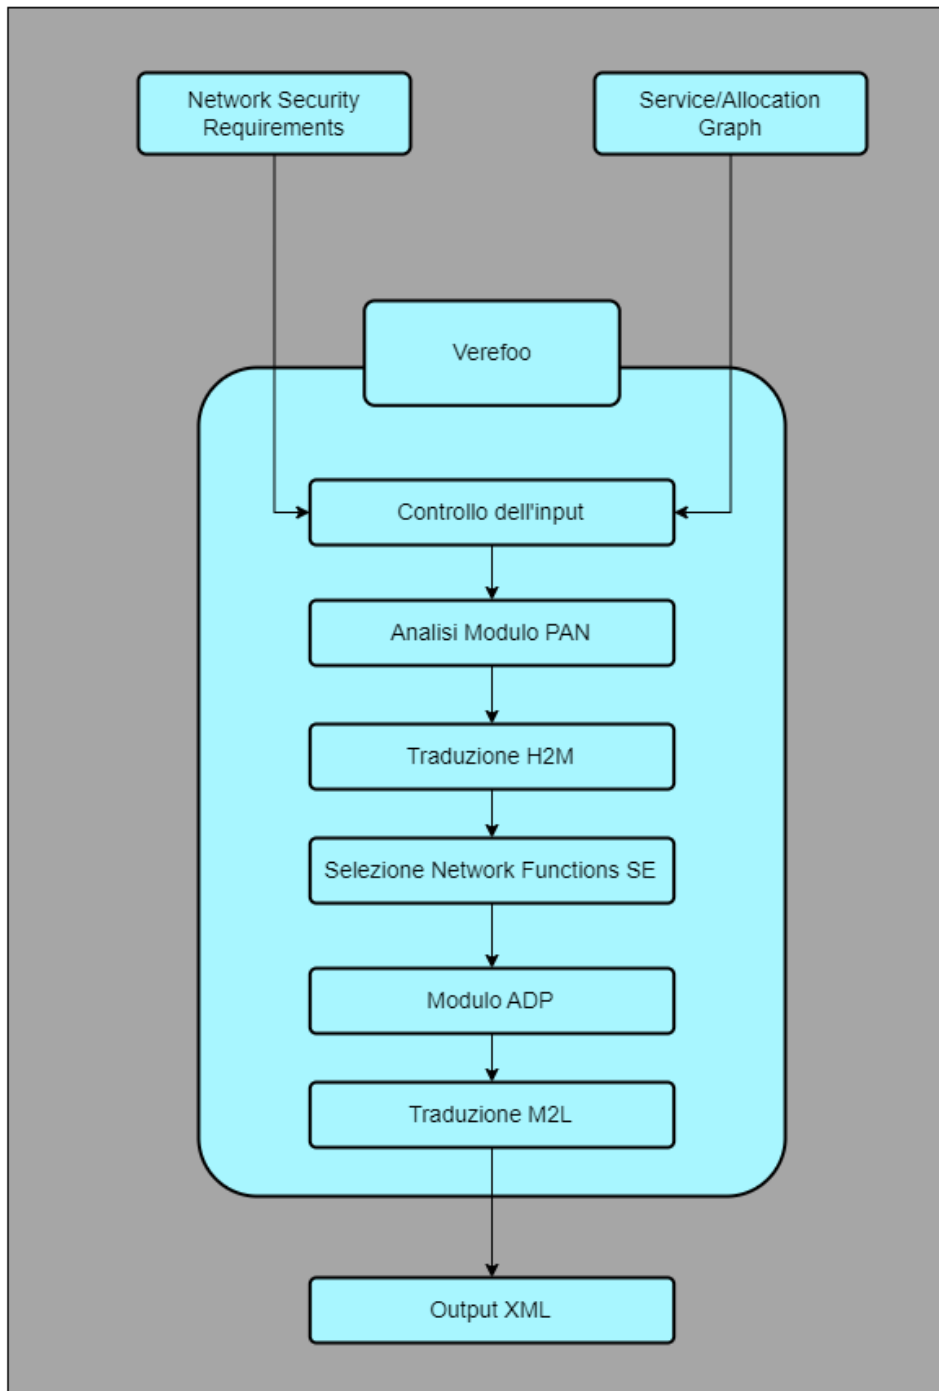 Network Security
Requirements
Service/Allocation
Graph
Verefoo
Controllo dell'input
Analisi Modulo PAN
Traduzione H2M
Selezione Network Functions SE
Modulo ADP
Traduzione M2L
Output XML